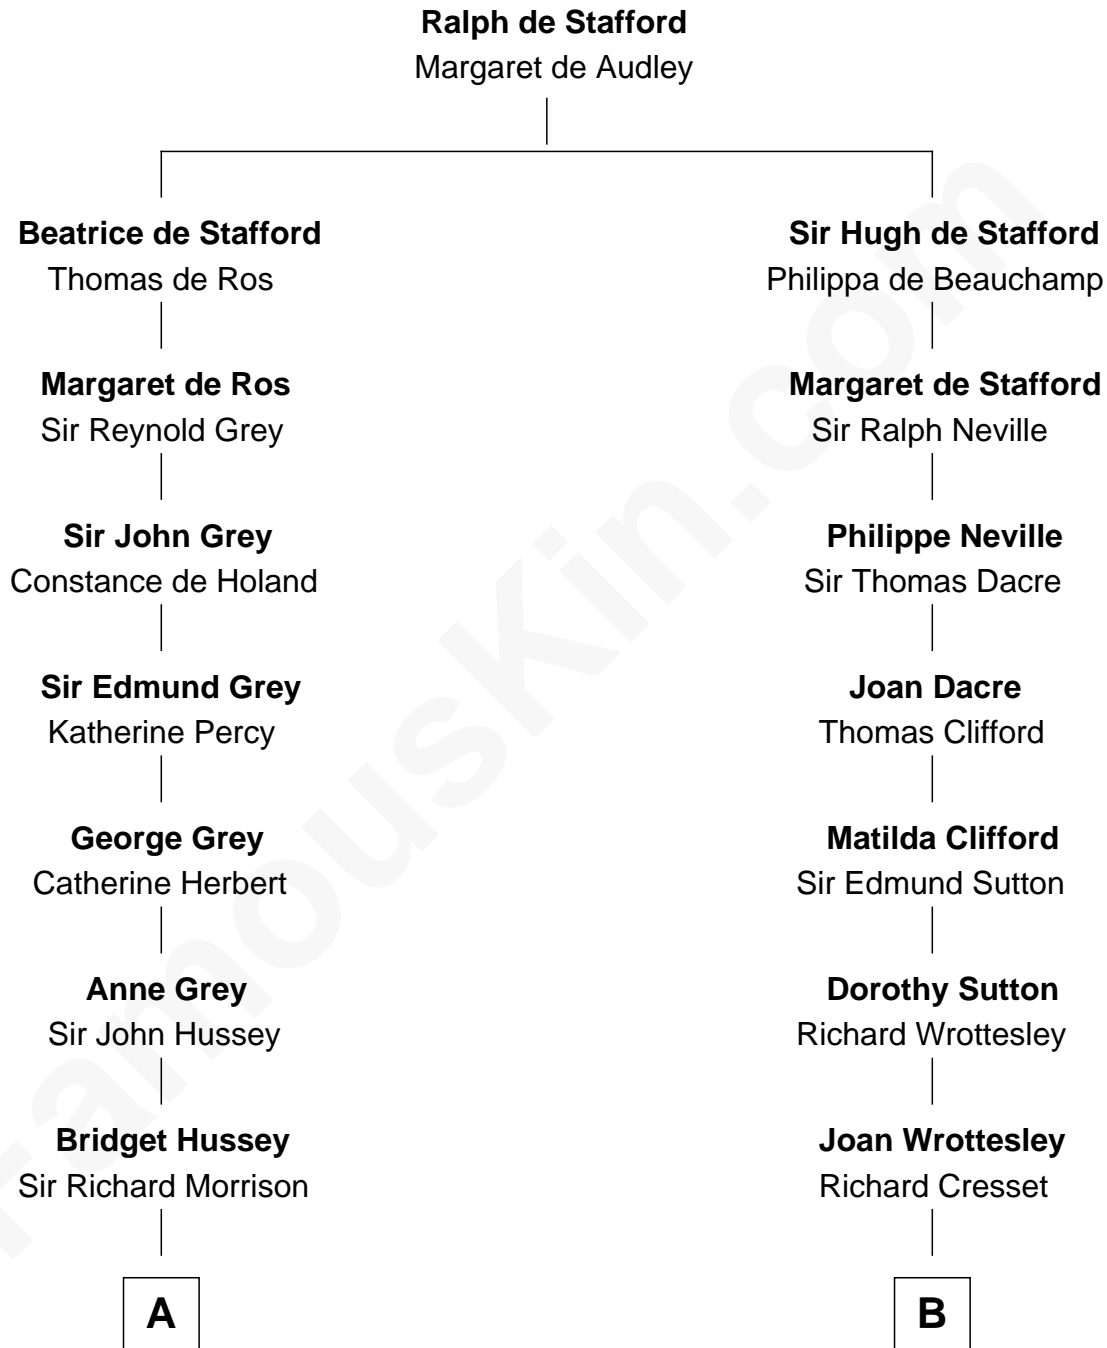 Ralph de Stafford
Margaret de Audley
Beatrice de Stafford
Thomas de Ros
Margaret de Ros
Sir Reynold Grey
Sir John Grey
Constance de Holand
Sir Edmund Grey
Katherine Percy
George Grey
Catherine Herbert
Anne Grey
Sir John Hussey
Bridget Hussey
Sir Richard Morrison
A
Sir Hugh de Stafford
Philippa de Beauchamp
Margaret de Stafford
Sir Ralph Neville
Philippe Neville
Sir Thomas Dacre
Joan Dacre
Thomas Clifford
Matilda Clifford
Sir Edmund Sutton
Dorothy Sutton
Richard Wrottesley
Joan Wrottesley
Richard Cresset
B
FamousKin.com